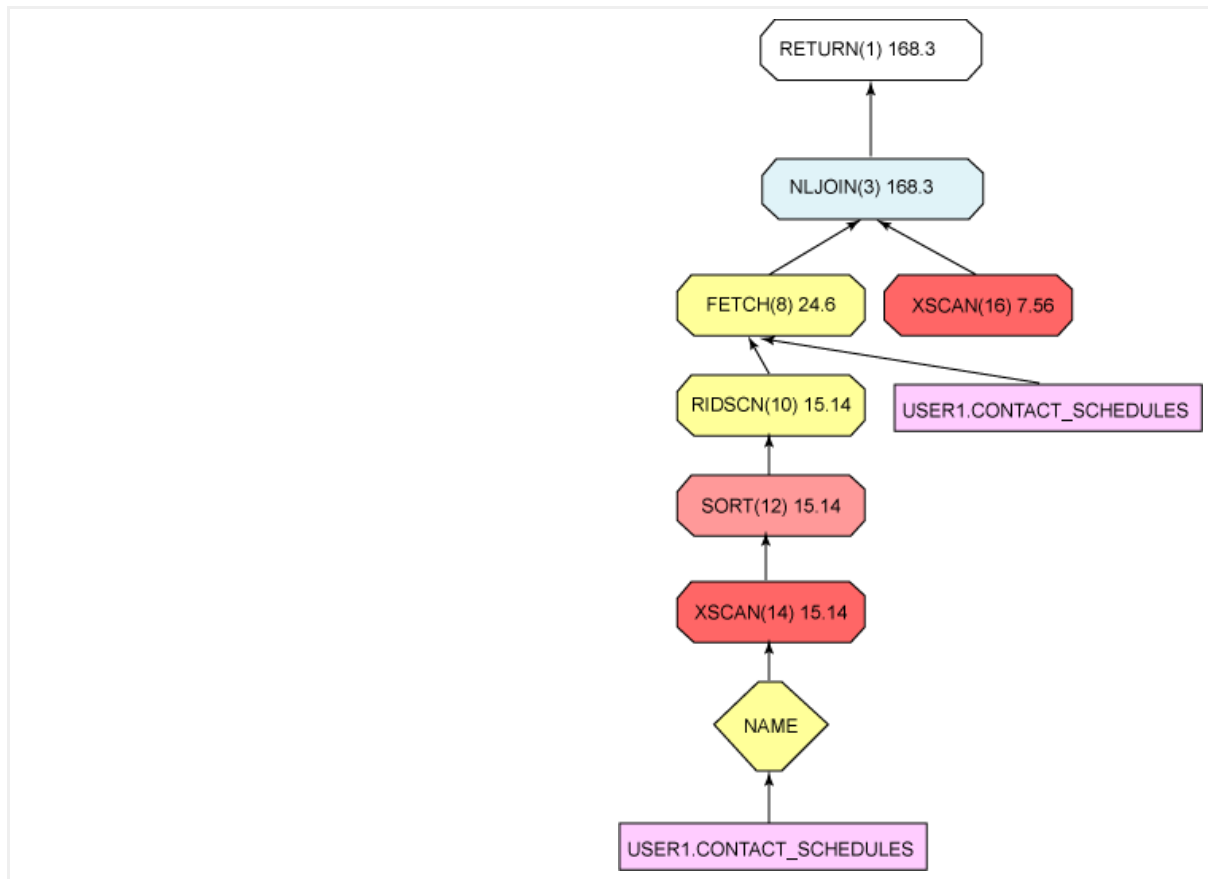 RETURN(1) 168.3
NLJOIN(3) 168.3
FETCH(8) 24.6
XSCAN(16) 7.56
RIDSCN(10) 15.14
USER1.CONTACT_SCHEDULES
SORT(12) 15.14
XSCAN(14) 15.14
NAME
USER1.CONTACT_SCHEDULES